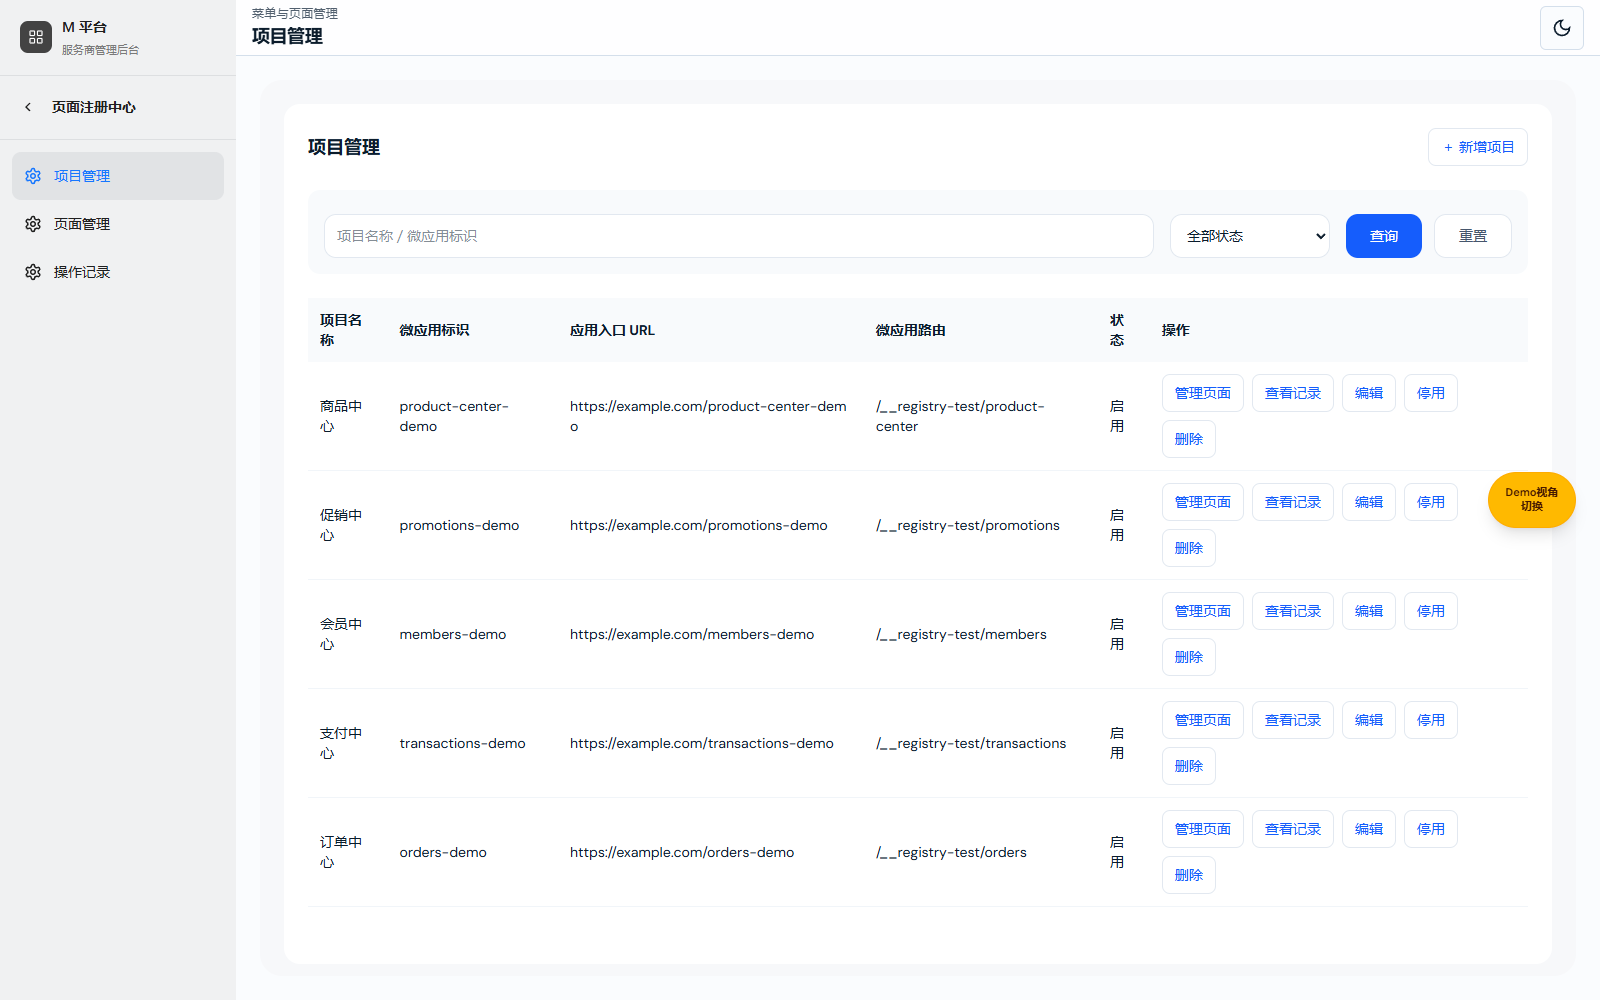 M 平台
服务商管理后台
页面注册中心
项目管理
页面管理
操作记录
菜单与页面管理
项目管理
项目管理
+ 新增项目
项目名称 / 微应用标识
全部状态
查询
重置
项目名
称
微应用标识
应用入口 URL
微应用路由
状
态
操作
商品中
心
product-center-
demo
https://example.com/product-center-dem
o
/__registry-test/product-
center
启
用
管理页面
查看记录
编辑
停用
删除
促销中
心
promotions-demo
https://example.com/promotions-demo
/__registry-test/promotions
启
用
管理页面
查看记录
编辑
停用
删除
Demo视角
切换
会员中
心
members-demo
https://example.com/members-demo
/__registry-test/members
启
用
管理页面
查看记录
编辑
停用
删除
支付中
心
transactions-demo
https://example.com/transactions-demo
/__registry-test/transactions
启
用
管理页面
查看记录
编辑
停用
删除
订单中
心
orders-demo
https://example.com/orders-demo
/__registry-test/orders
启
用
管理页面
查看记录
编辑
停用
删除